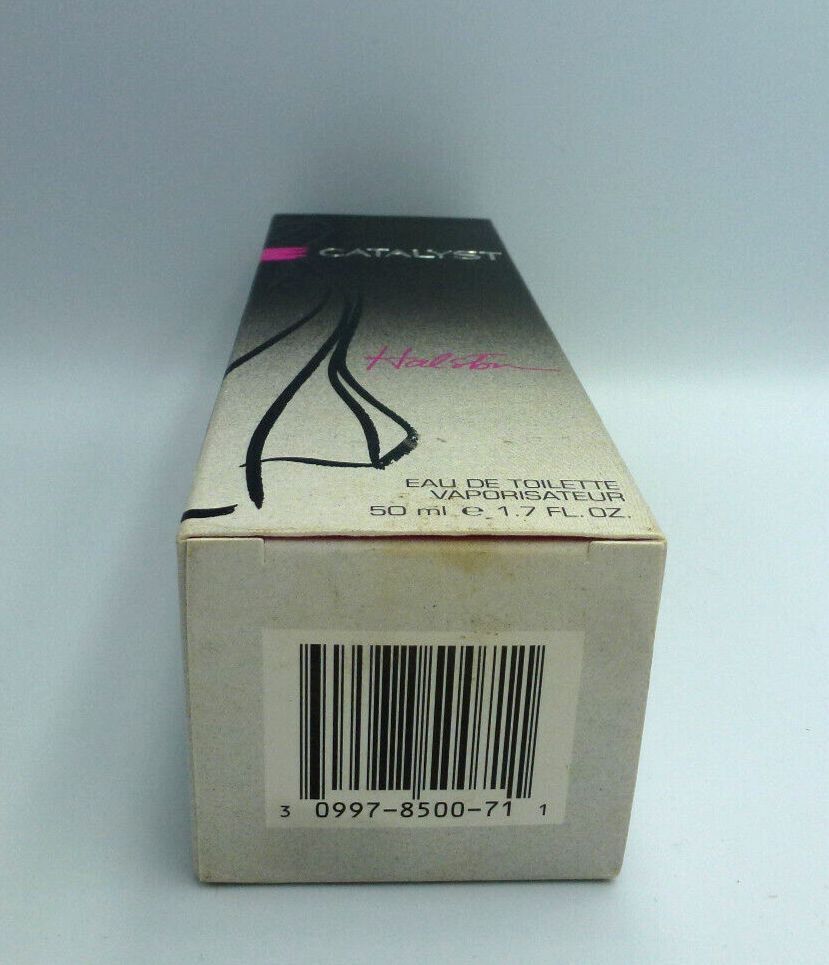 CATALYST
Halston
EAU DE TOILETTE
VAPORISATEUR
50 ml e 1.7 FL.OZ.
3 0997-8500-71 1